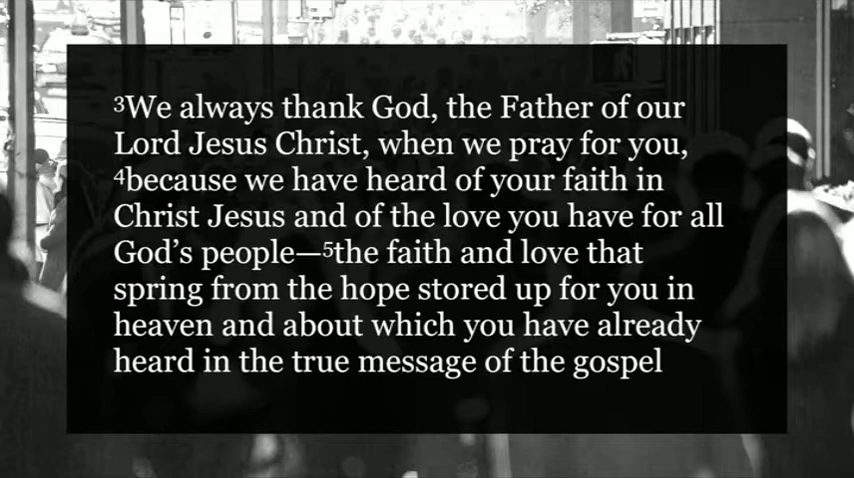 ³We always thank God, the Father of our
Lord Jesus Christ, when we pray for you,
⁴because we have heard of your faith in
Christ Jesus and of the love you have for all
God’s people—⁵the faith and love that
spring from the hope stored up for you in
heaven and about which you have already
heard in the true message of the gospel